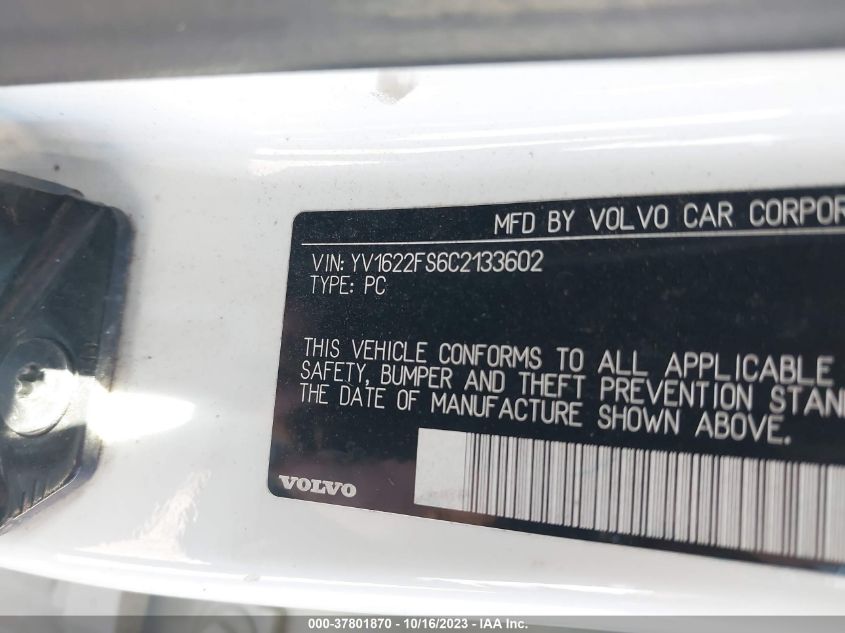 MFD BY VOLVO CAR CORPOR
VIN: YV1622FS6C2133602
TYPE: PC
THIS VEHICLE CONFORMS TO ALL APPLICABLE
SAFETY, BUMPER AND THEFT PREVENTION STAN
THE DATE OF MANUFACTURE SHOWN ABOVE.
VOLVO
000-37801870 | 10/16/2023 - IAA Inc.